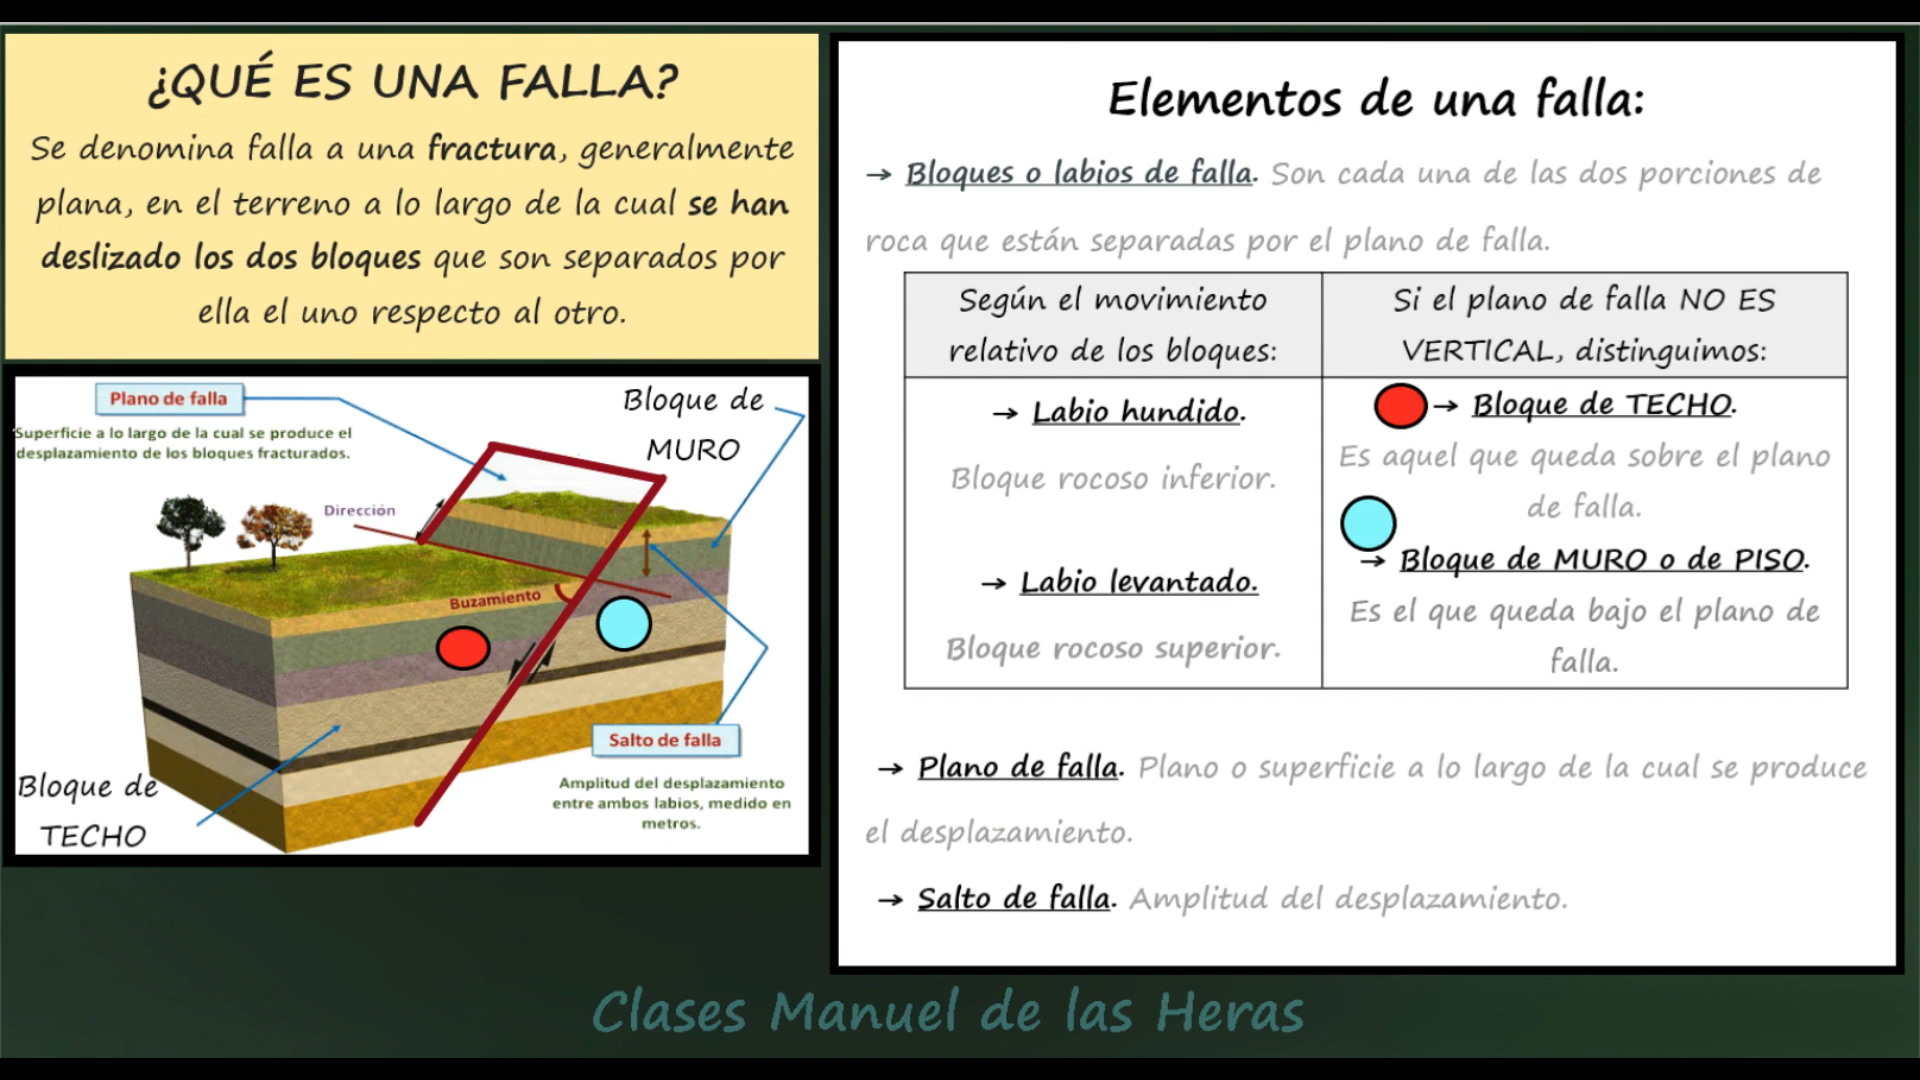 ¿QUÉ ES UNA FALLA?
Se denomina falla a una fractura, generalmente
plana, en el terreno a lo largo de la cual se han
deslizado los dos bloques que son separados por
ella el uno respecto al otro.
Plano de falla
Superficie a lo largo de la cual se produce el
desplazamiento de los bloques fracturados.
Bloque de
MURO
Dirección
Buzamiento
Salto de falla
Amplitud del desplazamiento
entre ambos labios, medido en
metros.
Bloque de
TECHO
Elementos de una falla:
→ Bloques o labios de falla. Son cada una de las dos porciones de
roca que están separadas por el plano de falla.
Según el movimiento
relativo de los bloques:
→ Labio hundido.
Bloque rocoso inferior.
→ Labio levantado.
Bloque rocoso superior.
Si el plano de falla NO ES
VERTICAL, distinguimos:
→ Bloque de TECHO.
Es aquel que queda sobre el plano
de falla.
→ Bloque de MURO o de PISO.
Es el que queda bajo el plano de
falla.
→ Plano de falla. Plano o superficie a lo largo de la cual se produce
el desplazamiento.
→ Salto de falla. Amplitud del desplazamiento.
Clases Manuel de las Heras